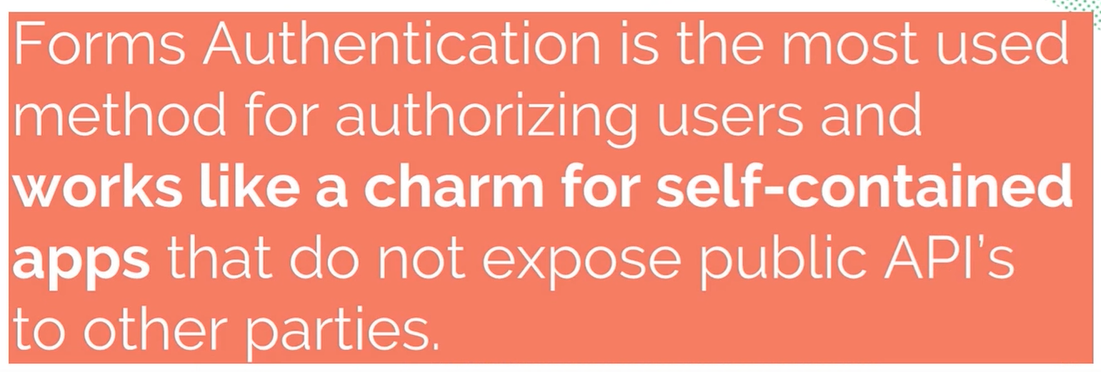 Forms Authentication is the most used
method for authorizing users and
works like a charm for self-contained
apps that do not expose public API’s
to other parties.